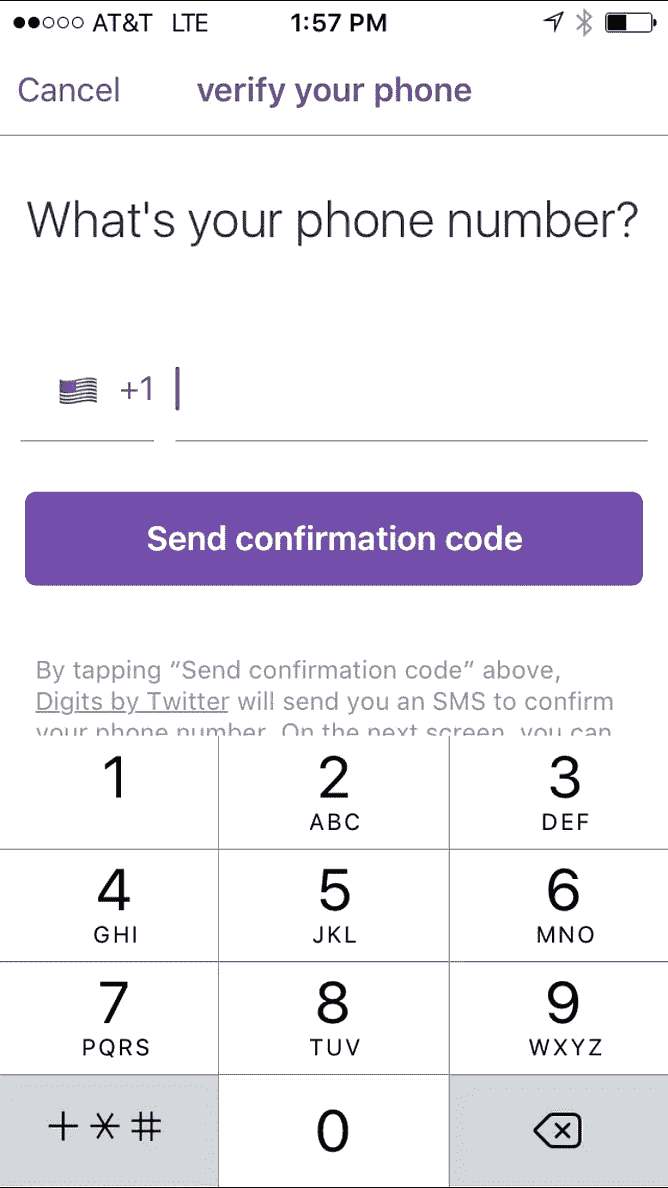 AT&T LTE 1:57 PM
Cancel verify your phone
What's your phone number?
+1
Send confirmation code
By tapping “Send confirmation code” above,
Digits by Twitter will send you an SMS to confirm
your phone number. On the next screen, you can
1 2 3
ABC DEF
4 5 6
GHI JKL MNO
7 8 9
PQRS TUV WXYZ
+*# 0